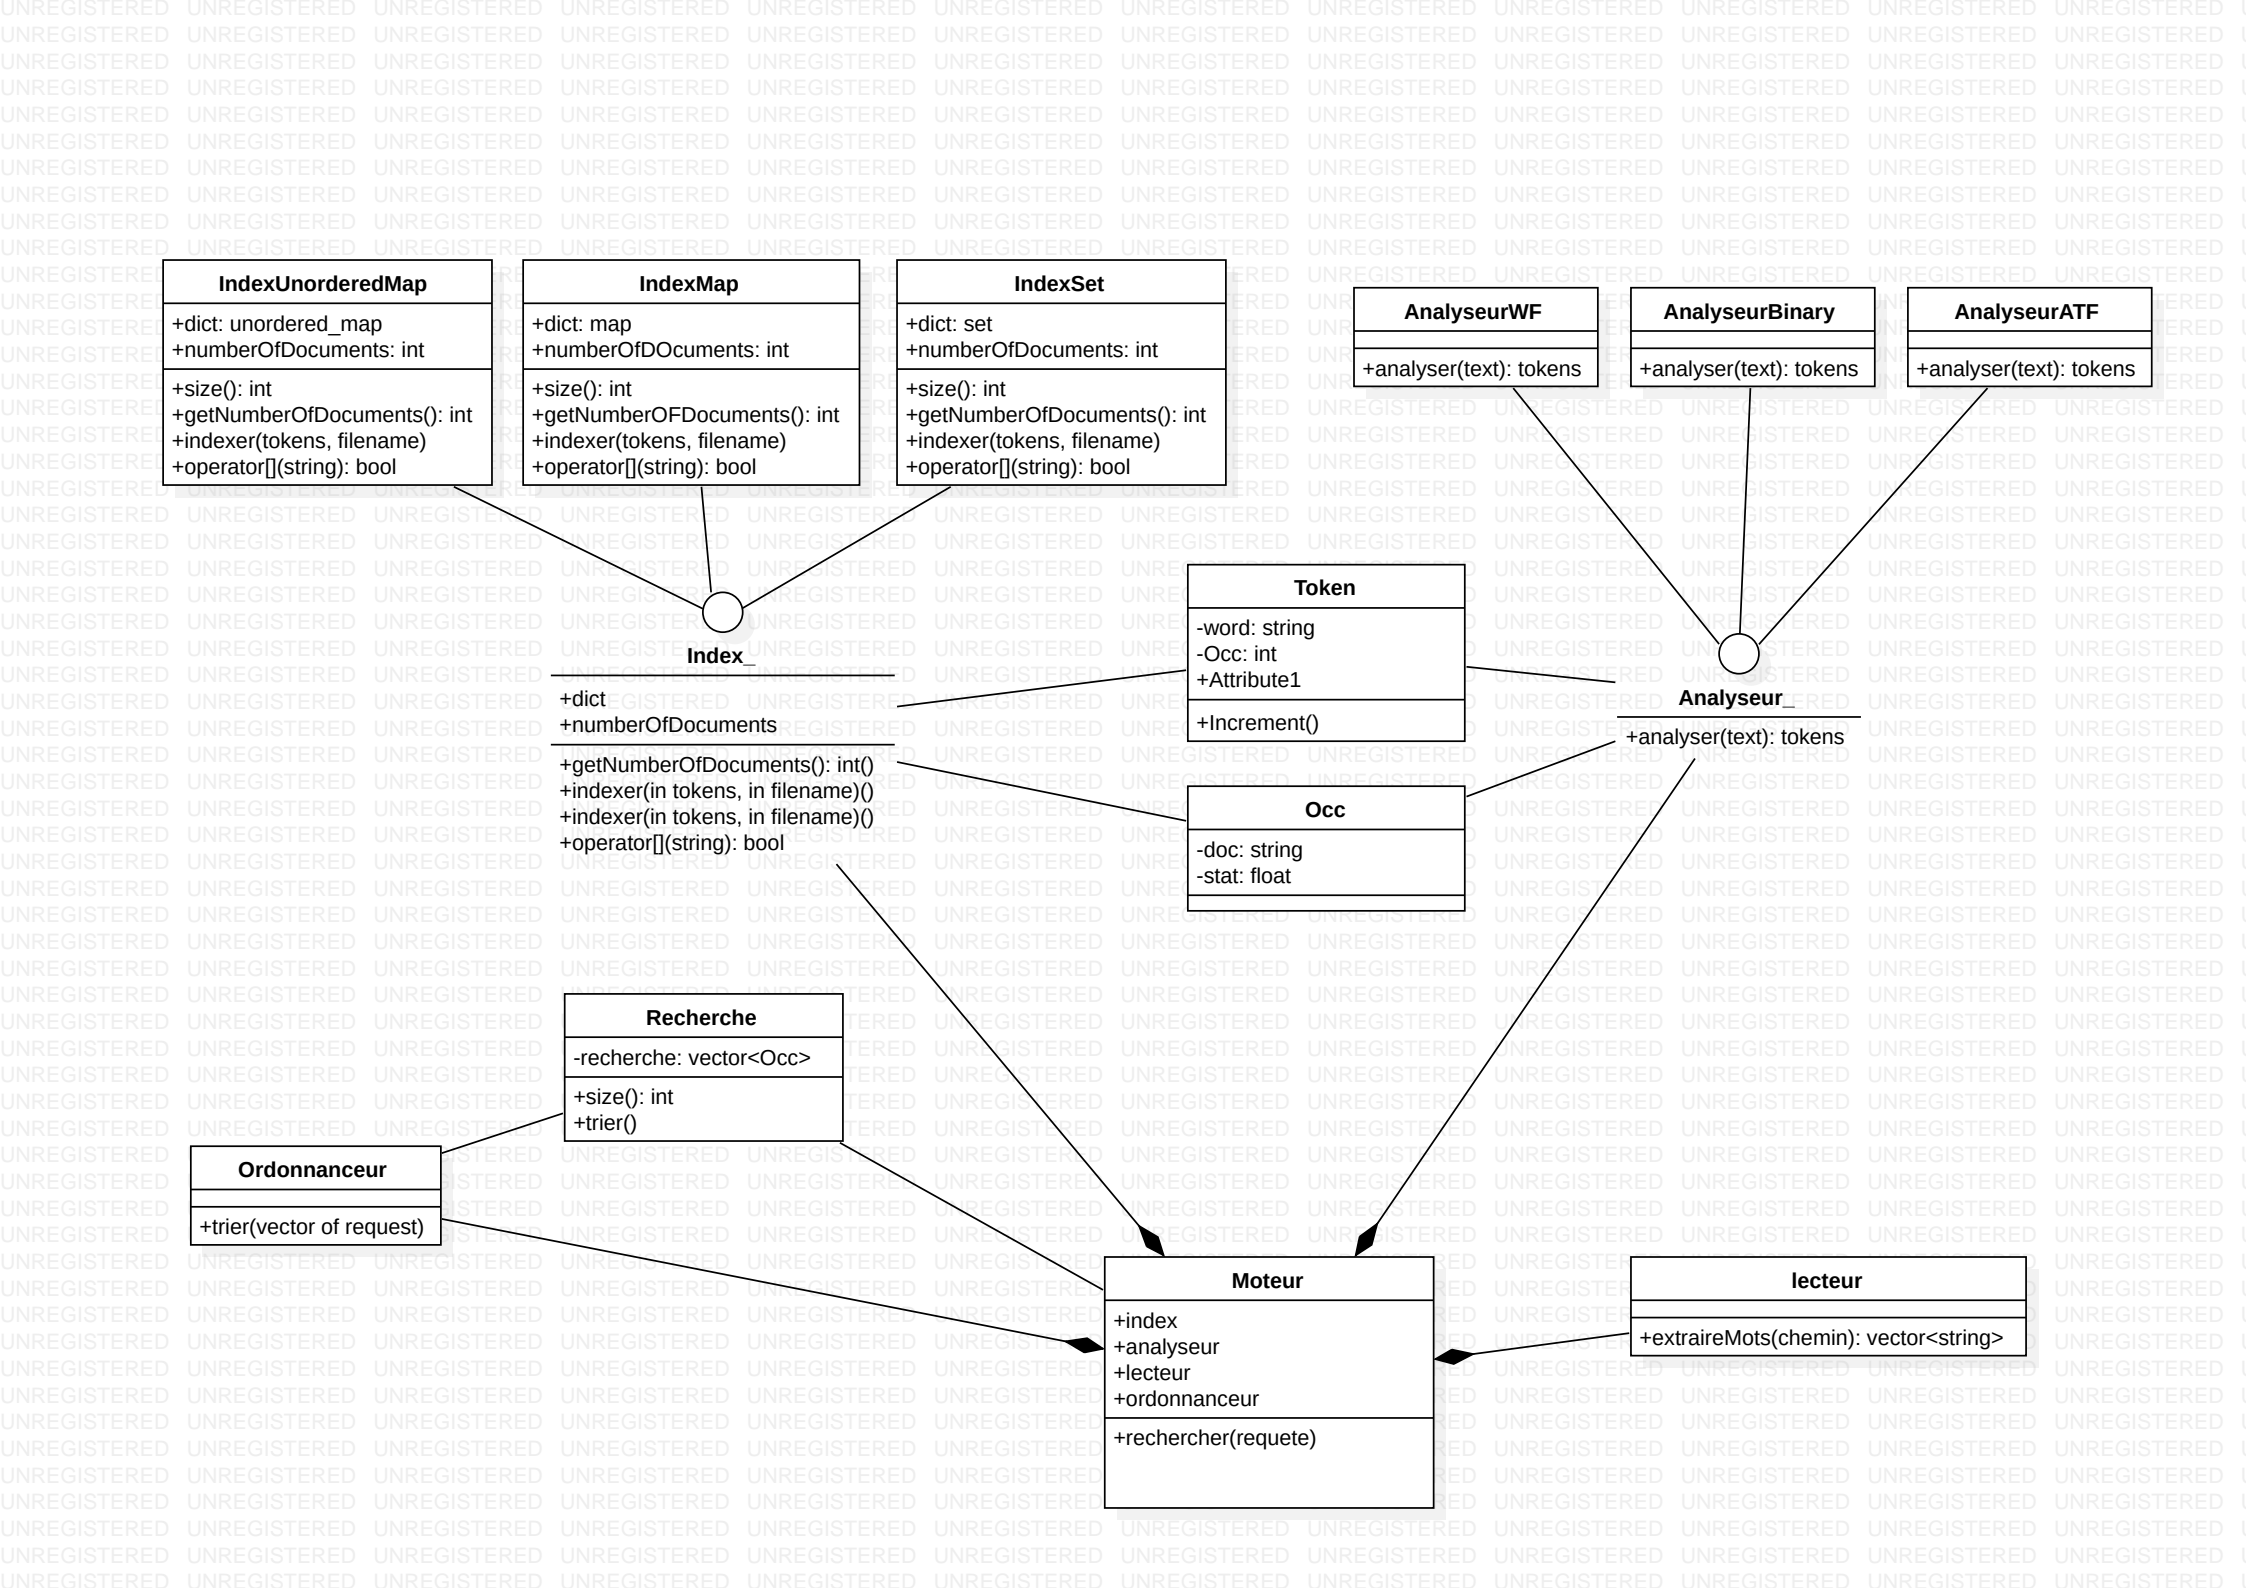 IndexUnorderedMap
+dict: unordered_map
+numberOfDocuments: int
+size(): int
+getNumberOfDocuments(): int
+indexer(tokens, filename)
+operator[](string): bool
IndexMap
+dict: map
+numberOfDOcuments: int
+size(): int
+getNumberOFDocuments(): int
+indexer(tokens, filename)
+operator[](string): bool
IndexSet
+dict: set
+numberOfDocuments: int
+size(): int
+getNumberOfDocuments(): int
+indexer(tokens, filename)
+operator[](string): bool
AnalyseurWF
+analyser(text): tokens
AnalyseurBinary
+analyser(text): tokens
AnalyseurATF
+analyser(text): tokens
Index_
+dict
+numberOfDocuments
+getNumberOfDocuments(): int()
+indexer(in tokens, in filename)()
+indexer(in tokens, in filename)()
+operator[](string): bool
Token
-word: string
-Occ: int
+Attribute1
+Increment()
Analyseur_
+analyser(text): tokens
Occ
-doc: string
-stat: float
Recherche
-recherche: vector<Occ>
+size(): int
+trier()
Ordonnanceur
+trier(vector of request)
Moteur
+index
+analyseur
+lecteur
+ordonnanceur
+rechercher(requete)
lecteur
+extraireMots(chemin): vector<string>
UNREGISTERED